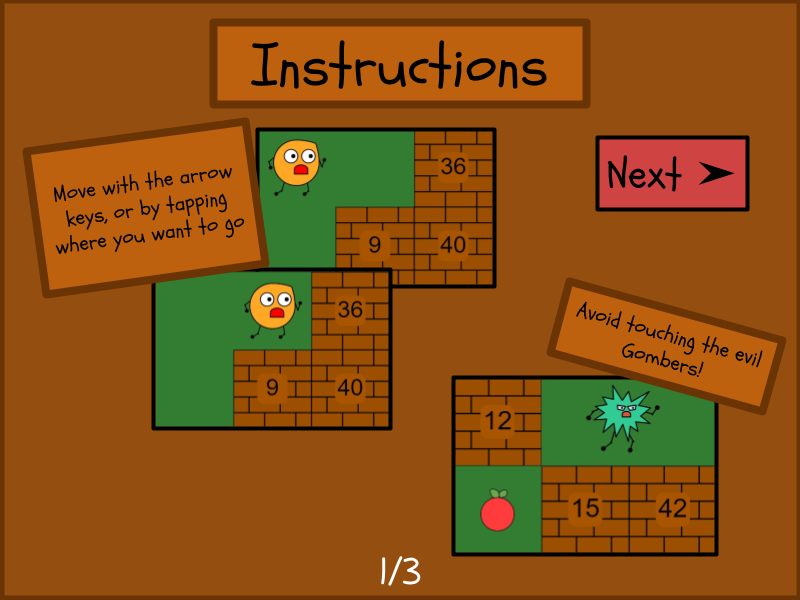 Instructions
Move with the arrow
keys, or by tapping
where you want to go
36
9 40
Next
36
9 40
Avoid touching the evil
Gombers!
12
15 42
1/3